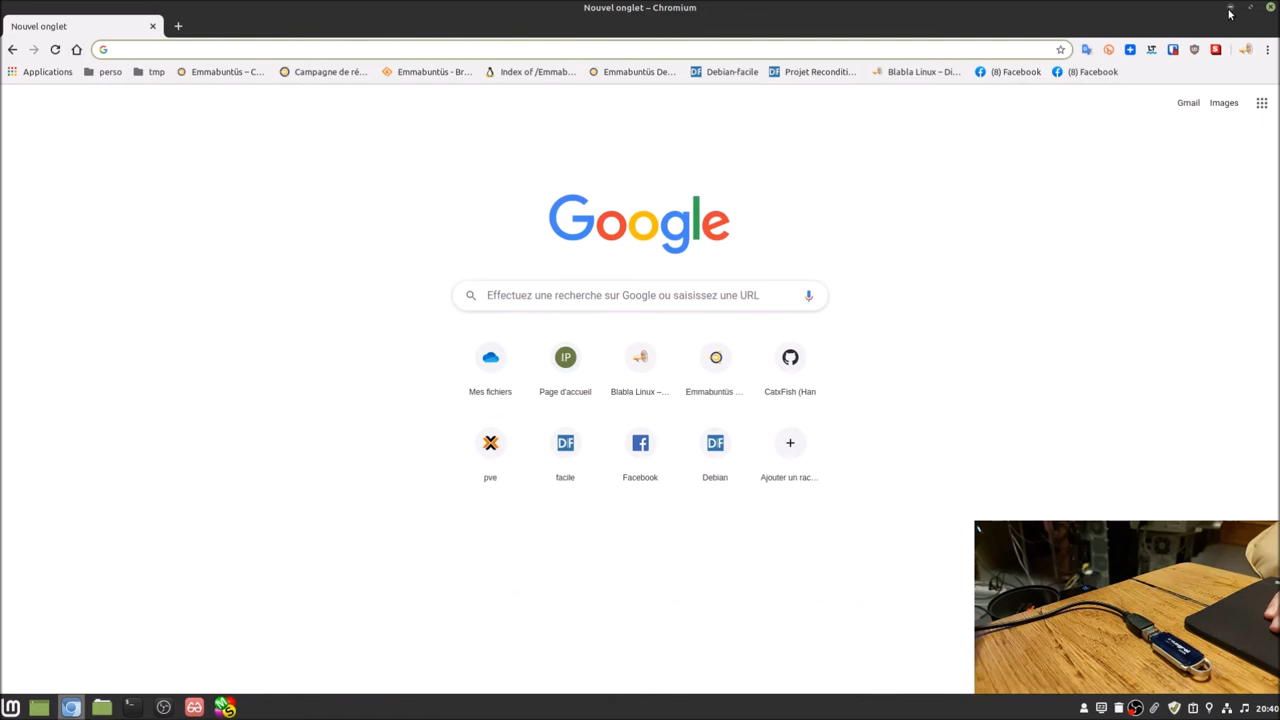 Nouvel onglet – Chromium
Nouvel onglet
Applications perso tmp Emmabuntüs – C... Campagne de ré... Emmabuntüs - Br... Index of /Emmab... Emmabuntüs De... Debian-facile Projet Reconditi... Blabla Linux – Di... (8) Facebook (8) Facebook
Gmail Images
Google
Effectuez une recherche sur Google ou saisissez une URL
IP
Mes fichiers Page d'accueil Blabla Linux –... Emmabuntüs ... CatxFish (Han
DF DF
pve facile Facebook Debian Ajouter un rac...
20:40